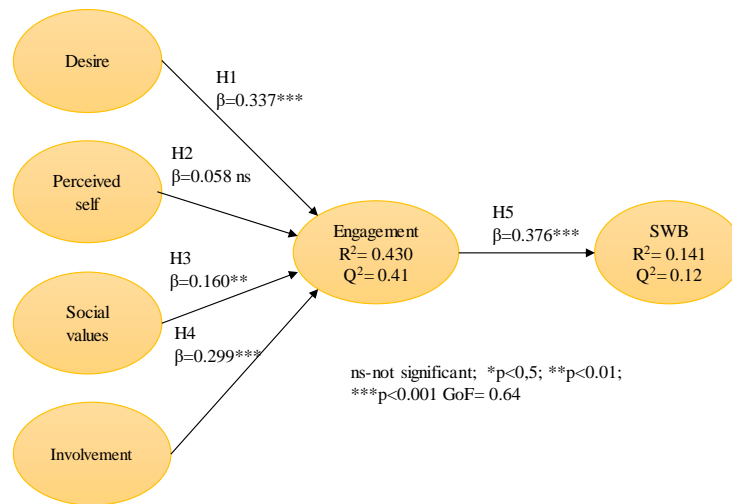 Desire
H1
β=0.337***
H2
β=0.058 ns
Perceived
self
Engagement
R²= 0.430
Q²= 0.41
H5
β=0.376***
SWB
R²= 0.141
Q²= 0.12
H3
β=0.160**
Social
values
H4
β=0.299***
ns-not significant; *p<0,5; **p<0.01;
***p<0.001 GoF= 0.64
Involvement